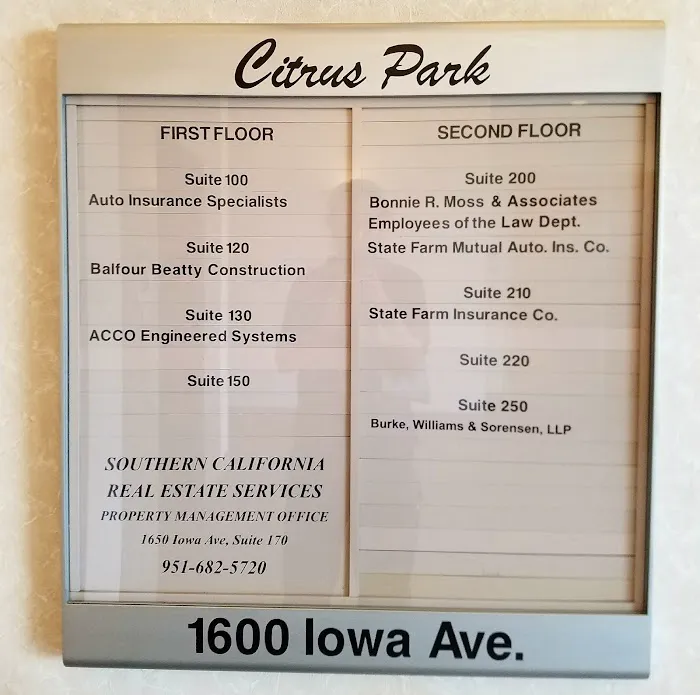 Citrus Park
FIRST FLOOR
Suite 100
Auto Insurance Specialists
Suite 120
Balfour Beatty Construction
Suite 130
ACCO Engineered Systems
Suite 150
SOUTHERN CALIFORNIA
REAL ESTATE SERVICES
PROPERTY MANAGEMENT OFFICE
1650 Iowa Ave, Suite 170
951-682-5720
SECOND FLOOR
Suite 200
Bonnie R. Moss & Associates
Employees of the Law Dept.
State Farm Mutual Auto. Ins. Co.
Suite 210
State Farm Insurance Co.
Suite 220
Suite 250
Burke, Williams & Sorensen, LLP
1600 Iowa Ave.